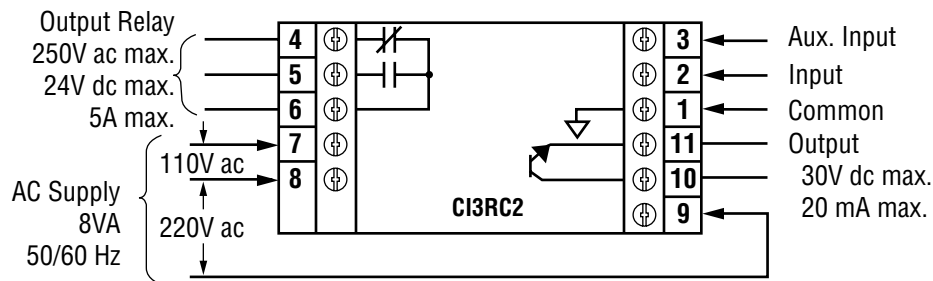 Output Relay
250V ac max.
24V dc max.
5A max.
AC Supply
8VA
50/60 Hz
110V ac
220V ac
4
5
6
7
8
CI3RC2
3
2
1
11
10
9
Aux. Input
Input
Common
Output
30V dc max.
20 mA max.